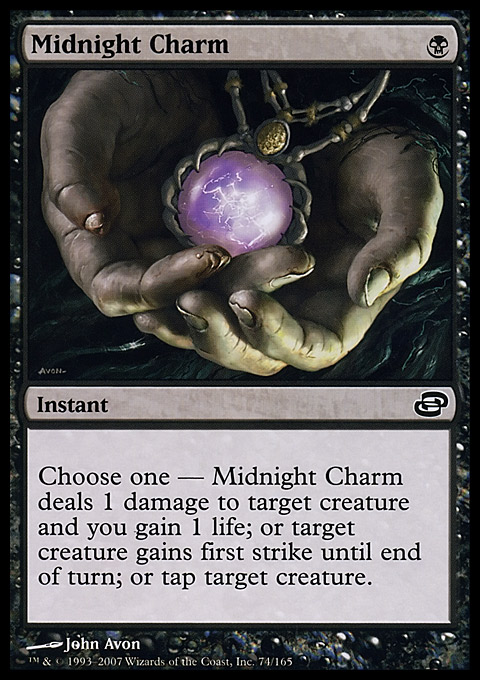 Midnight Charm
AVON-
Instant
Choose one — Midnight Charm
deals 1 damage to target creature
and you gain 1 life; or target
creature gains first strike until end
of turn; or tap target creature.
John Avon
™ & © 1993–2007 Wizards of the Coast, Inc. 74/165